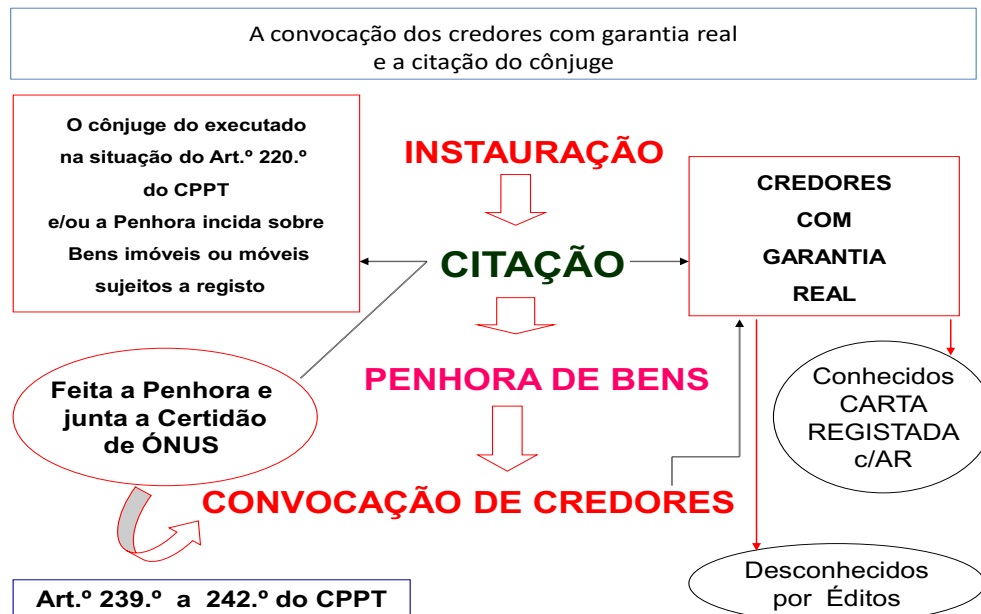 A convocação dos credores com garantia real
e a citação do cônjuge
O cônjuge do executado
na situação do Art.º 220.º
do CPPT
e/ou a Penhora incida sobre
Bens imóveis ou móveis
sujeitos a registo
INSTAURAÇÃO
CITAÇÃO
CREDORES
COM
GARANTIA
REAL
PENHORA DE BENS
Feita a Penhora e
junta a Certidão
de ÓNUS
Conhecidos
CARTA
REGISTADA
c/AR
CONVOCAÇÃO DE CREDORES
Desconhecidos
por Éditos
Art.º 239.º a 242.º do CPPT